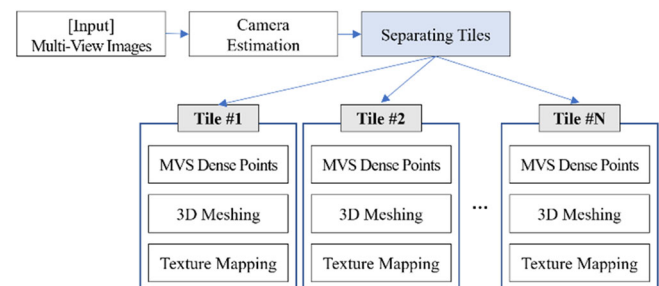 [Input]
Multi-View Images
Camera
Estimation
Separating Tiles
Tile #1
Tile #2
Tile #N
MVS Dense Points
MVS Dense Points
MVS Dense Points
3D Meshing
3D Meshing
...
3D Meshing
Texture Mapping
Texture Mapping
Texture Mapping